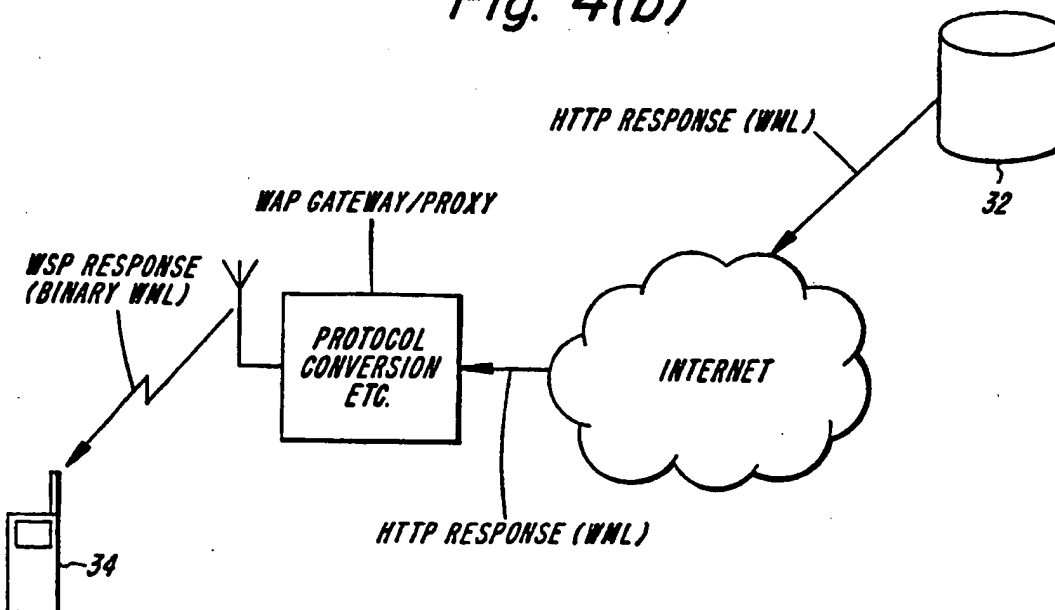 Fig. 4(b)
HTTP RESPONSE (WML)
32
WAP GATEWAY/PROXY
WSP RESPONSE
(BINARY WML)
PROTOCOL
CONVERSION
ETC.
INTERNET
HTTP RESPONSE (WML)
34